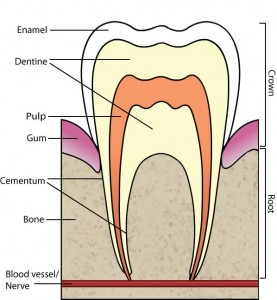 Enamel
Dentine
Pulp
Gum
Cementum
Bone
Blood vessel/
Nerve
Crown
Root